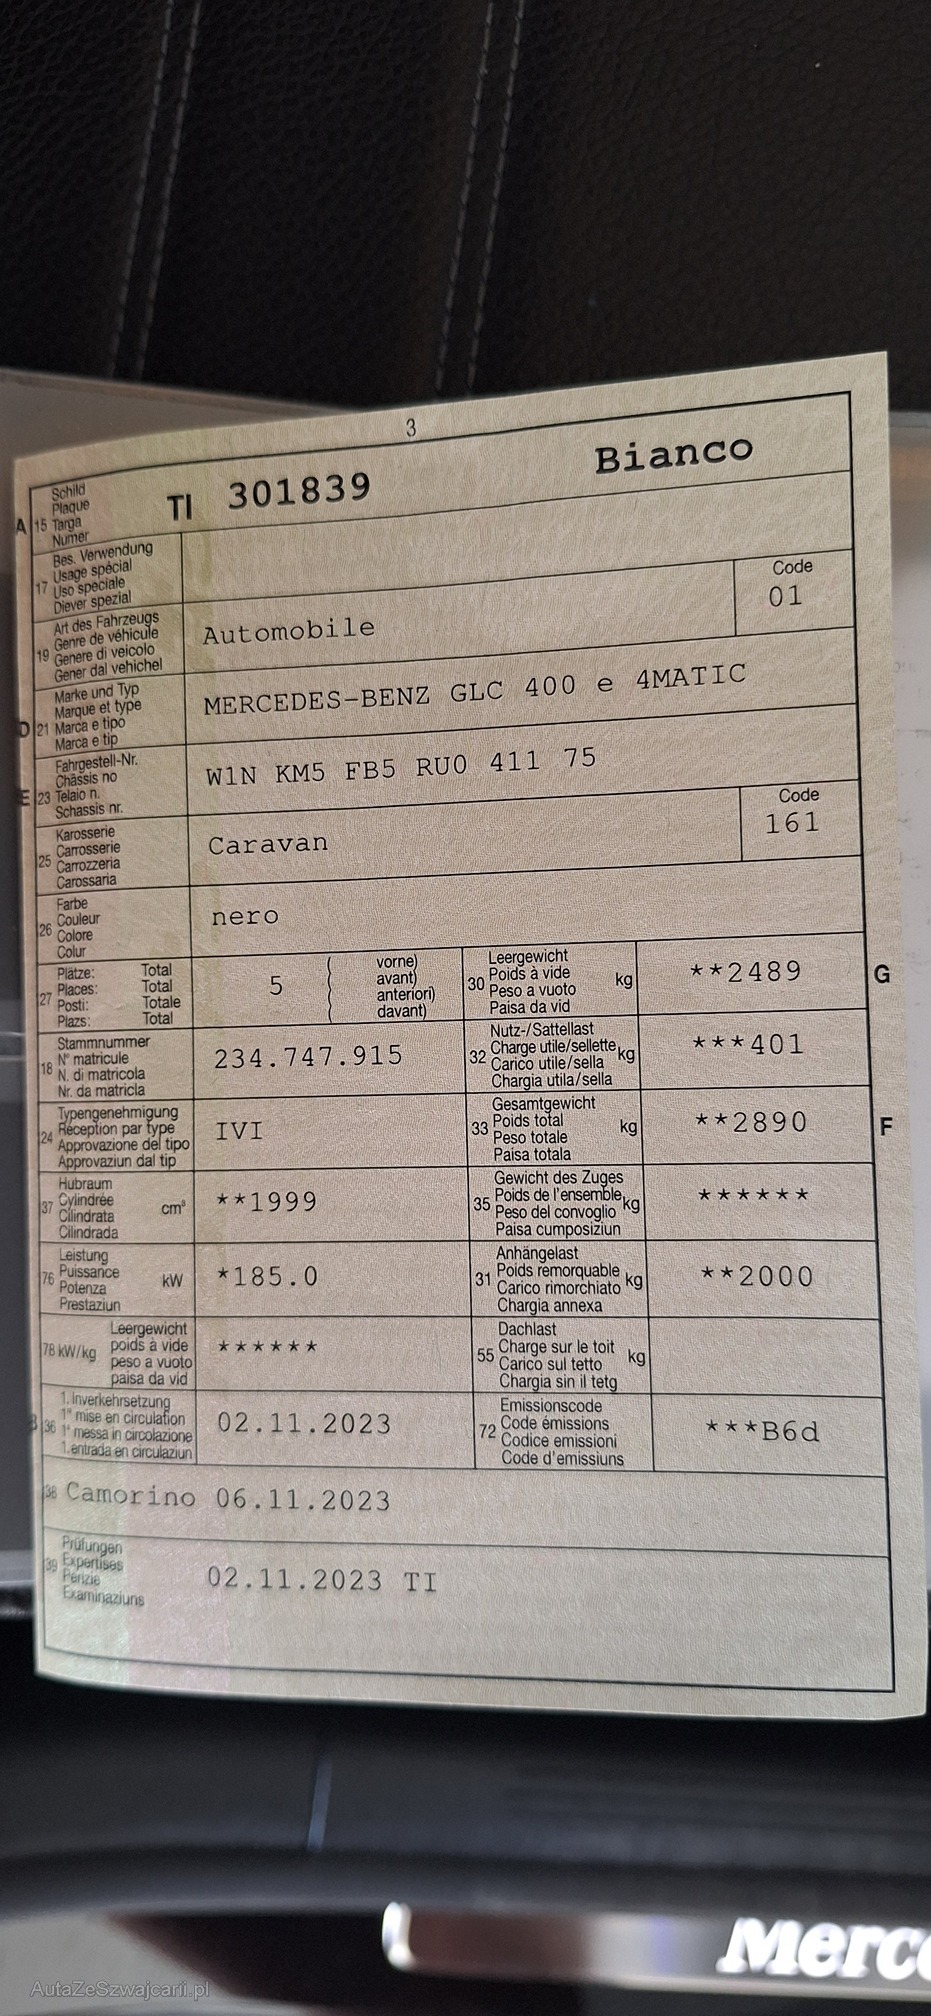 3
A 15 Schild
Plaque
Targa
Numer
TI 301839 Bianco
17 Bes. Verwendung
Usage spécial
Uso speciale
Diever spezial
19 Art des Fahrzeugs
Genre de véhicule
Genere di veicolo
Gener dal vehichel
Automobile
Code
01
D 21 Marke und Typ
Marque et type
Marca e tipo
Marca e tip
MERCEDES-BENZ GLC 400 e 4MATIC
E 23 Fahrgestell-Nr.
Châssis no
Telaio n.
Schassis nr.
W1N KM5 FB5 RU0 411 75
25 Karosserie
Carrosserie
Carrozzeria
Carossaria
Caravan
Code
161
26 Farbe
Couleur
Colore
Colur
nero
27 Plätze: Total
Places: Total
Posti: Totale
Plazs: Total
5
vorne)
avant)
anteriori)
davant)
30 Leergewicht
Poids à vide
Peso a vuoto
Paisa da vid
kg
**2489
G
18 Stammnummer
N° matricule
N. di matricola
Nr. da matricla
234.747.915
32 Nutz-/Sattellast
Charge utile/sellette
Carico utile/sella
Chargia utila/sella
kg
***401
24 Typengenehmigung
Réception par type
Approvazione del tipo
Approvaziun dal tip
IVI
33 Gesamtgewicht
Poids total
Peso totale
Paisa totala
kg
**2890
F
37 Hubraum
Cylindrée
Cilindrata
Cilindrada
cm³
**1999
35 Gewicht des Zuges
Poids de l'ensemble
Peso del convoglio
Paisa cumposiziun
kg
******
76 Leistung
Puissance
Potenza
Prestaziun
kW
*185.0
31 Anhängelast
Poids remorquable
Carico rimorchiato
Chargia annexa
kg
**2000
78 kW/kg Leergewicht
poids à vide
peso a vuoto
paisa da vid
******
55 Dachlast
Charge sur le toit
Carico sul tetto
Chargia sin il tetg
kg
B 36 1. Inverkehrsetzung
1re mise en circulation
1a messa in circolazione
1. entrada en circulaziun
02.11.2023
72 Emissionscode
Code émissions
Codice emissioni
Code d'emissiuns
***B6d
38 Camorino 06.11.2023
39 Prüfungen
Expertises
Perizie
Examinaziuns
02.11.2023 TI
Merce
AutaZeSzwajcarii.pl